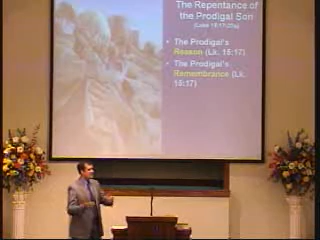 The Repentance of
the Prodigal Son
(Luke 15:17-20a)
• The Prodigal's
Reason (Lk. 15:17)
• The Prodigal's
Remembrance (Lk.
15:17)